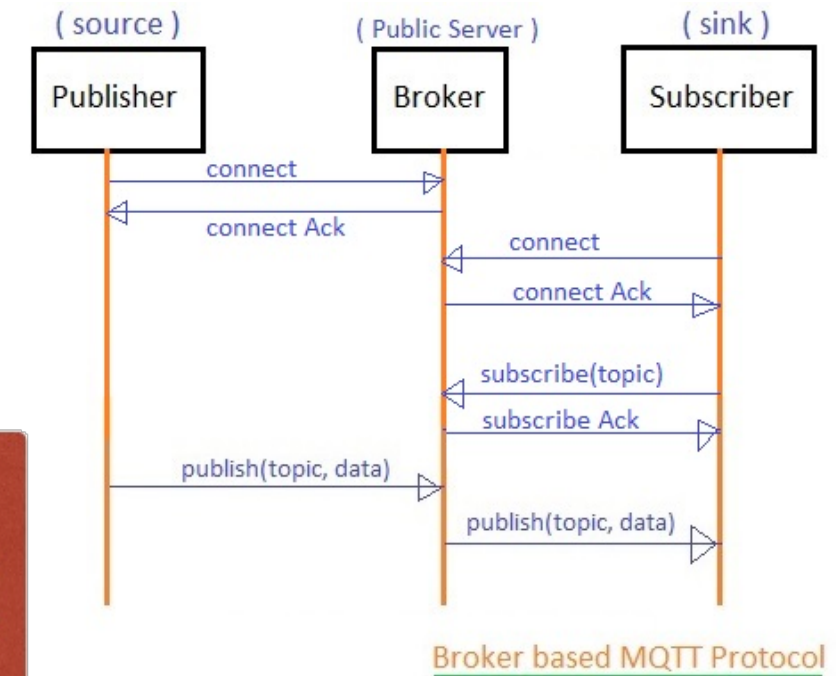 ( source )
( Public Server )
( sink )
Publisher
Broker
Subscriber
connect
connect Ack
connect
connect Ack
subscribe(topic)
subscribe Ack
publish(topic, data)
publish(topic, data)
Broker based MQTT Protocol